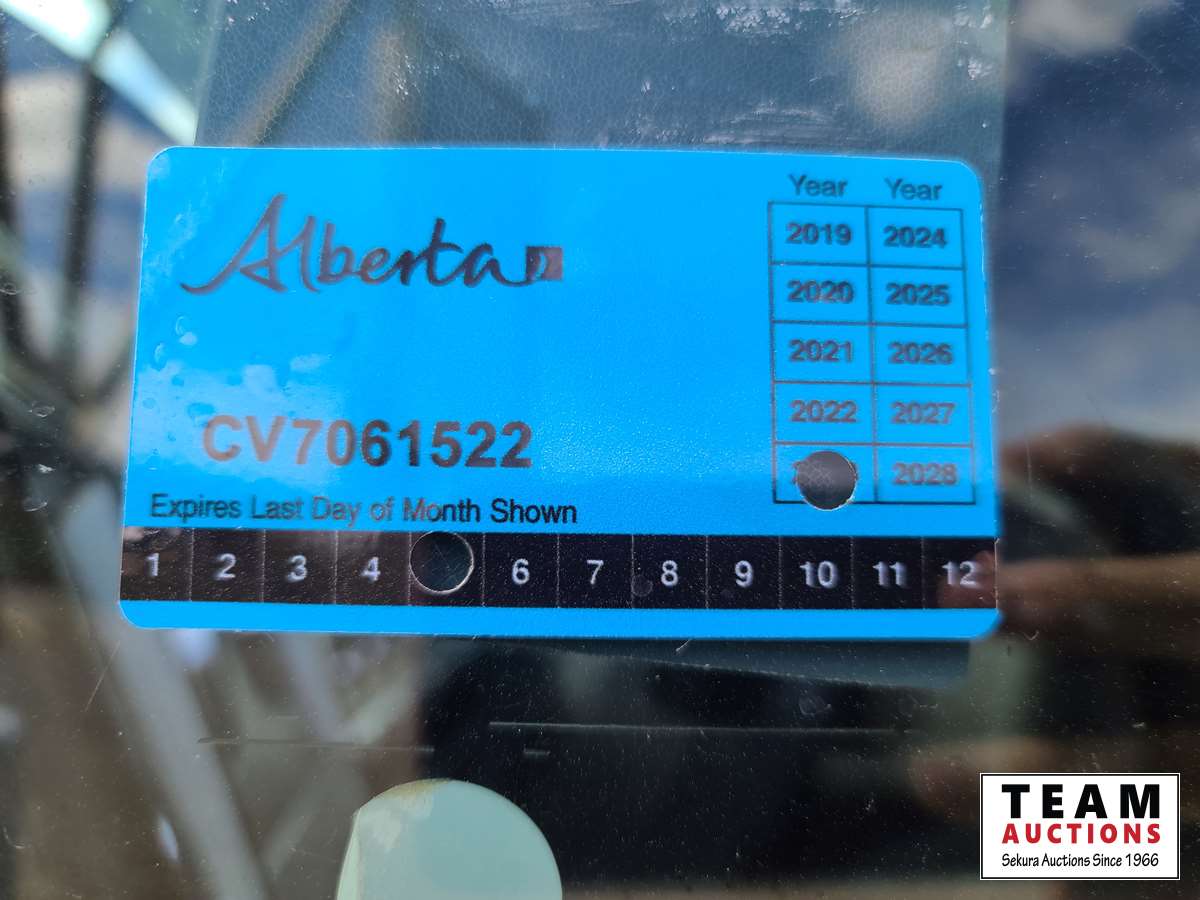 Alberta
Year Year
2019 2024
2020 2025
2021 2026
2022 2027
2028
CV7061522
Expires Last Day of Month Shown
1 2 3 4 6 7 8 9 10 11 12
TEAM
AUCTIONS
Sekura Auctions Since 1966